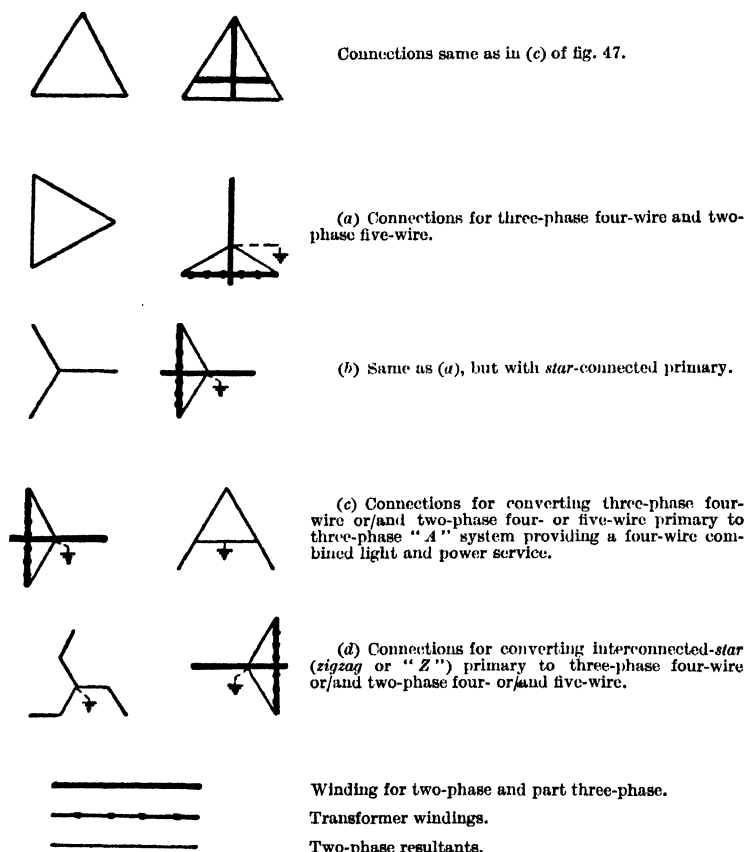 Connections same as in (c) of fig. 47.
(a) Connections for three-phase four-wire and two-
phase five-wire.
(b) Same as (a), but with star-connected primary.
(c) Connections for converting three-phase four-
wire or/and two-phase four- or five-wire primary to
three-phase “A” system providing a four-wire com-
bined light and power service.
(d) Connections for converting interconnected-star
(zigzag or “Z”) primary to three-phase four-wire
or/and two-phase four- or/and five-wire.
Winding for two-phase and part three-phase.
Transformer windings.
Two-phase resultants.